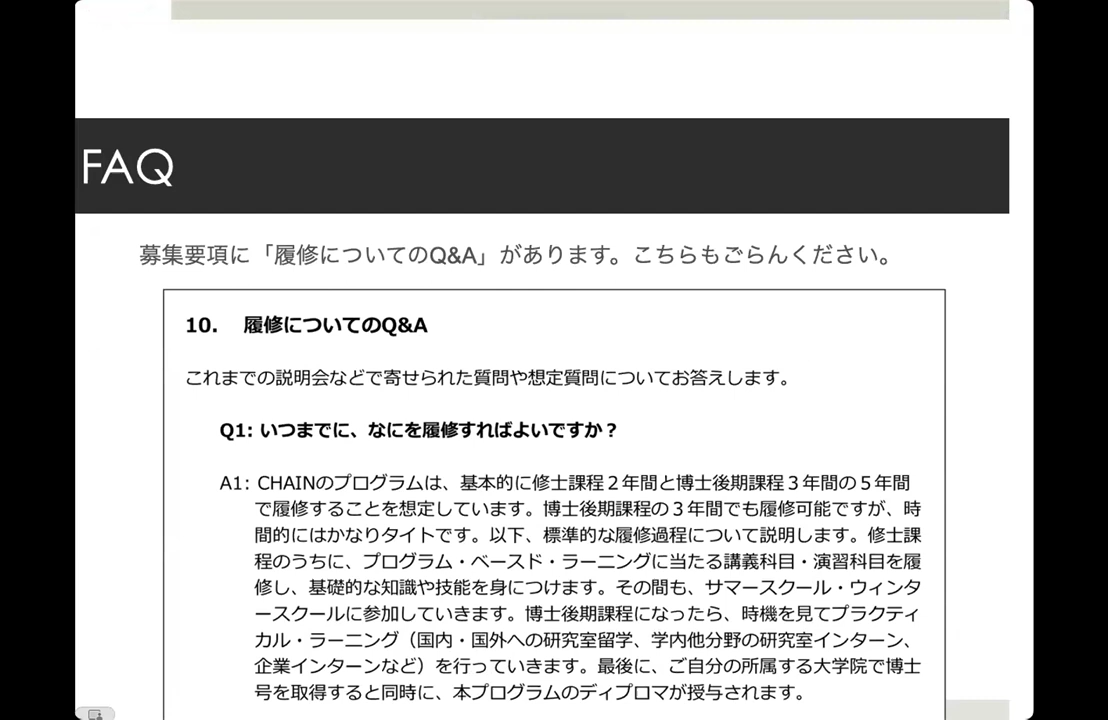 FAQ
募集要項に「履修についてのQ&A」があります。こちらもごらんください。
10. 履修についてのQ&A
これまでの説明会などで寄せられた質問や想定質問についてお答えします。
Q1: いつまでに、なにを履修すればよいですか？
A1: CHAINのプログラムは、基本的に修士課程２年間と博士後期課程３年間の５年間
で履修することを想定しています。博士後期課程の３年間でも履修可能ですが、時
間的にはかなりタイトです。以下、標準的な履修過程について説明します。修士課
程のうちに、プログラム・ベースド・ラーニングに当たる講義科目・演習科目を履
修し、基礎的な知識や技能を身につけます。その間も、サマースクール・ウィンタ
ースクールに参加していきます。博士後期課程になったら、時機を見てプラクティ
カル・ラーニング（国内・国外への研究室留学、学内他分野の研究室インターン、
企業インターンなど）を行っていきます。最後に、ご自分の所属する大学院で博士
号を取得すると同時に、本プログラムのディプロマが授与されます。